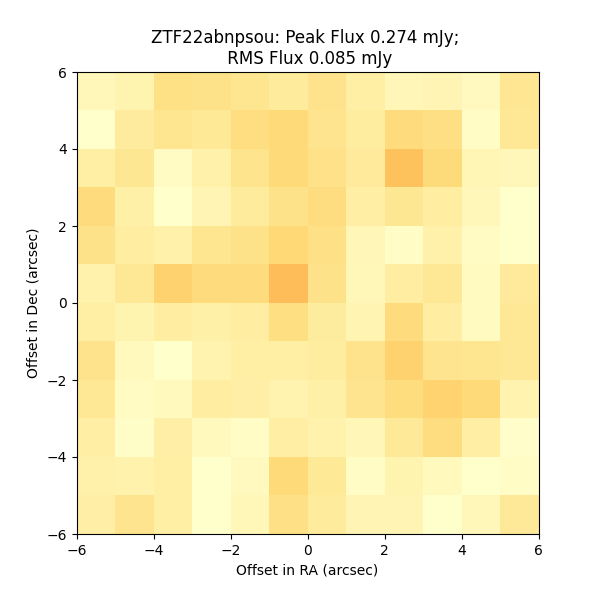 ZTF22abnpsou: Peak Flux 0.274 mJy;
RMS Flux 0.085 mJy
6
4
2
0
−2
−4
−6
Offset in Dec (arcsec)
−6 −4 −2 0 2 4 6
Offset in RA (arcsec)